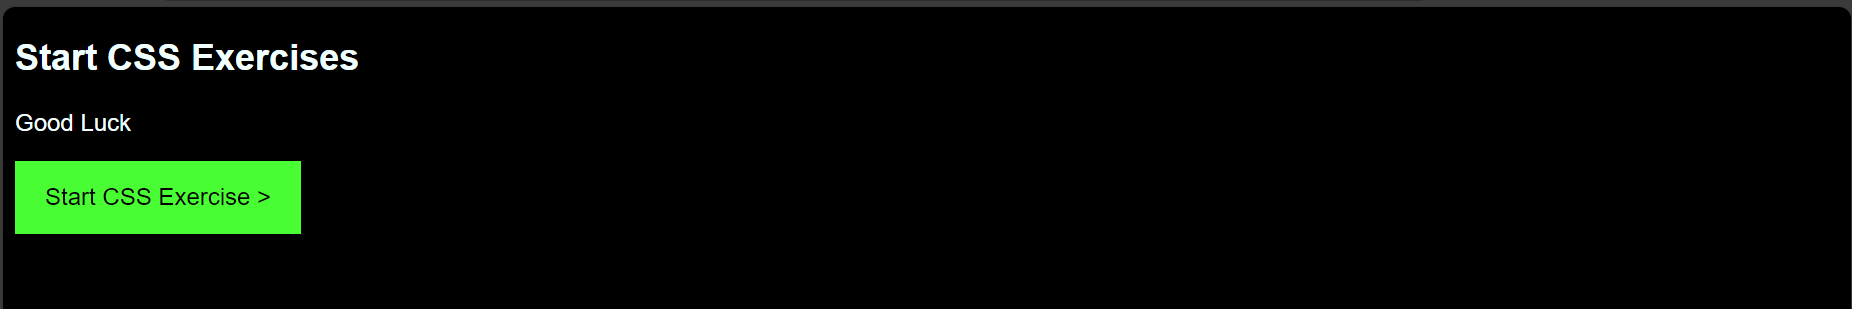 Start CSS Exercises
Good Luck
Start CSS Exercise >